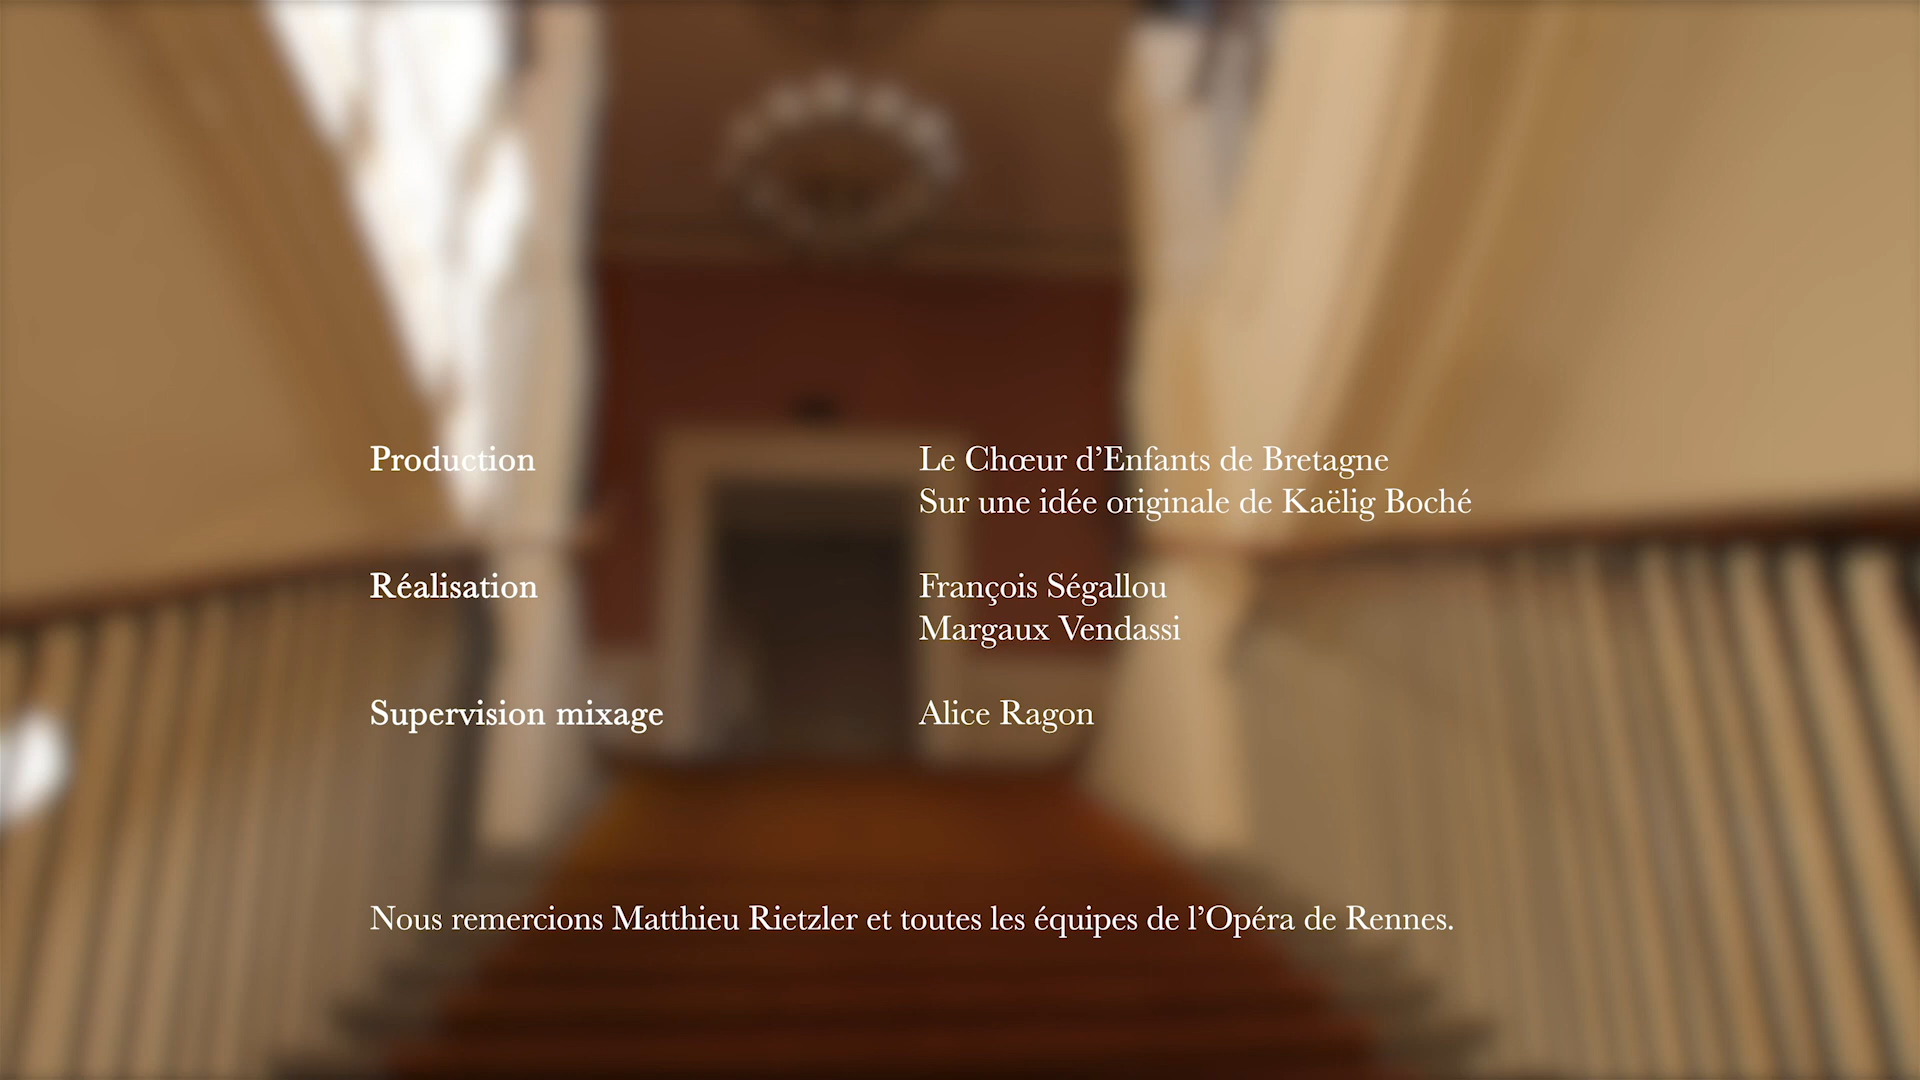 Production
Le Chœur d’Enfants de Bretagne
Sur une idée originale de Kaëlig Boché
Réalisation
François Ségallou
Margaux Vendassi
Supervision mixage
Alice Ragon
Nous remercions Matthieu Rietzler et toutes les équipes de l’Opéra de Rennes.